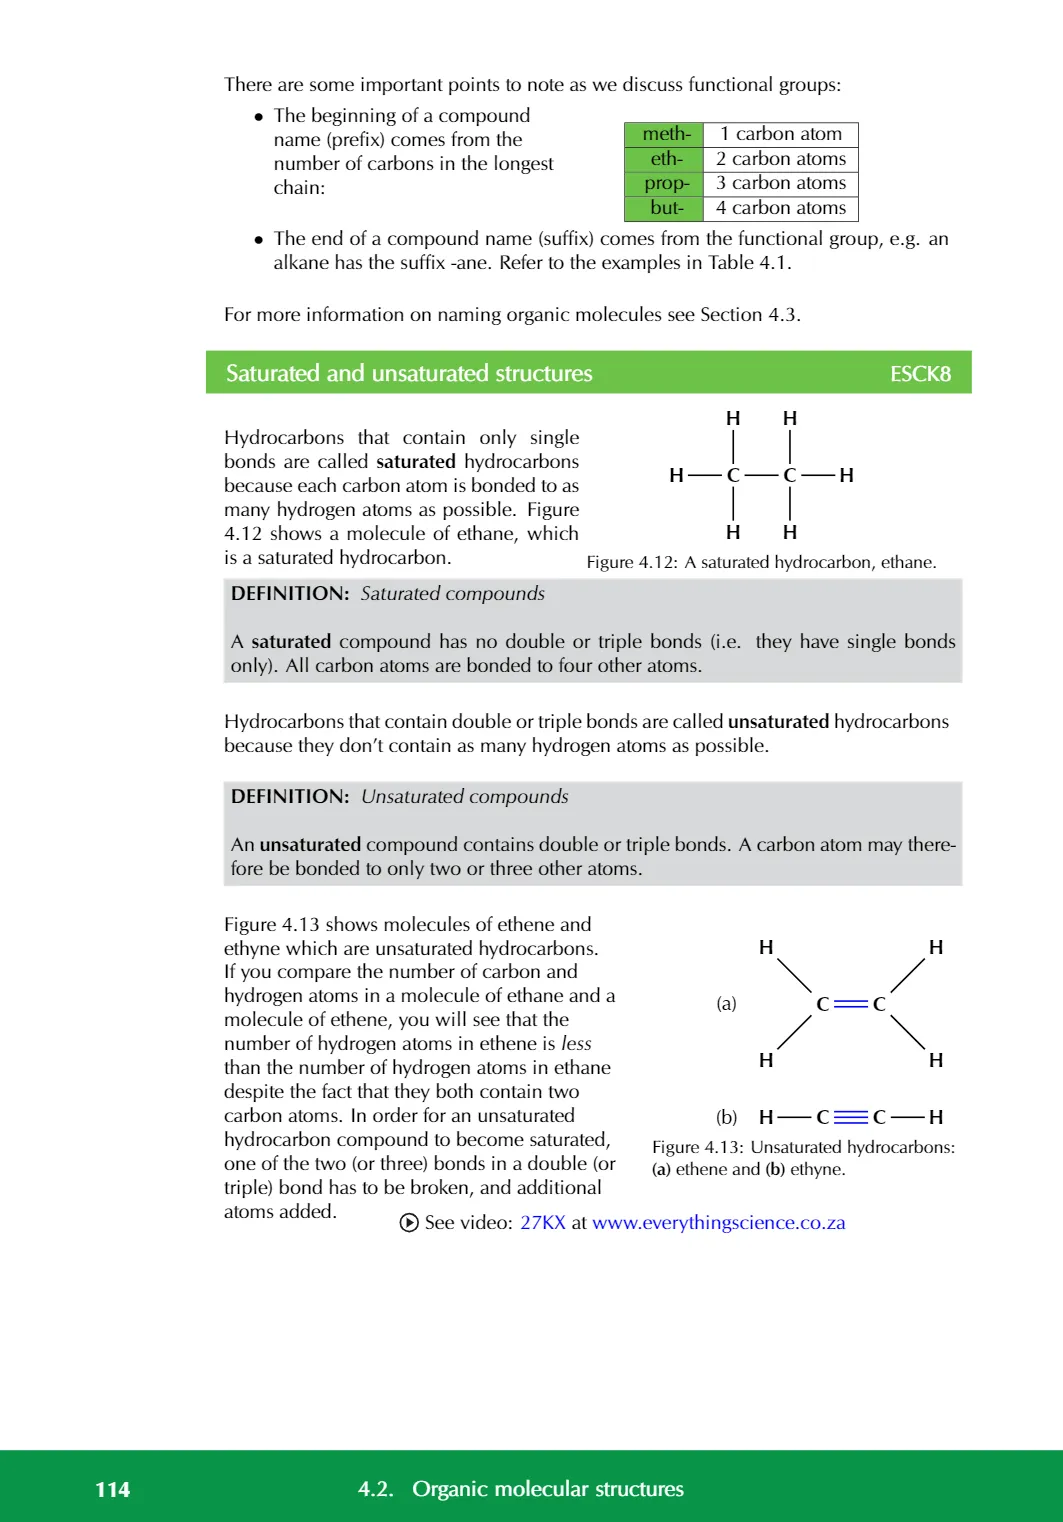 There are some important points to note as we discuss functional groups:
• The beginning of a compound
name (prefix) comes from the
number of carbons in the longest
chain:
meth- 1 carbon atom
eth- 2 carbon atoms
prop- 3 carbon atoms
but- 4 carbon atoms
• The end of a compound name (suffix) comes from the functional group, e.g. an
alkane has the suffix -ane. Refer to the examples in Table 4.1.
For more information on naming organic molecules see Section 4.3.
Saturated and unsaturated structures ESCK8
Hydrocarbons that contain only single
bonds are called saturated hydrocarbons
because each carbon atom is bonded to as
many hydrogen atoms as possible. Figure
4.12 shows a molecule of ethane, which
is a saturated hydrocarbon.
H H
H C C H
H H
Figure 4.12: A saturated hydrocarbon, ethane.
DEFINITION: Saturated compounds
A saturated compound has no double or triple bonds (i.e. they have single bonds
only). All carbon atoms are bonded to four other atoms.
Hydrocarbons that contain double or triple bonds are called unsaturated hydrocarbons
because they don't contain as many hydrogen atoms as possible.
DEFINITION: Unsaturated compounds
An unsaturated compound contains double or triple bonds. A carbon atom may there-
fore be bonded to only two or three other atoms.
Figure 4.13 shows molecules of ethene and
ethyne which are unsaturated hydrocarbons.
If you compare the number of carbon and
hydrogen atoms in a molecule of ethane and a
molecule of ethene, you will see that the
number of hydrogen atoms in ethene is less
than the number of hydrogen atoms in ethane
despite the fact that they both contain two
carbon atoms. In order for an unsaturated
hydrocarbon compound to become saturated,
one of the two (or three) bonds in a double (or
triple) bond has to be broken, and additional
atoms added.
H H
(a) C C
H H
(b) H C C H
Figure 4.13: Unsaturated hydrocarbons:
(a) ethene and (b) ethyne.
See video: 27KX at www.everythingscience.co.za
114 4.2. Organic molecular structures